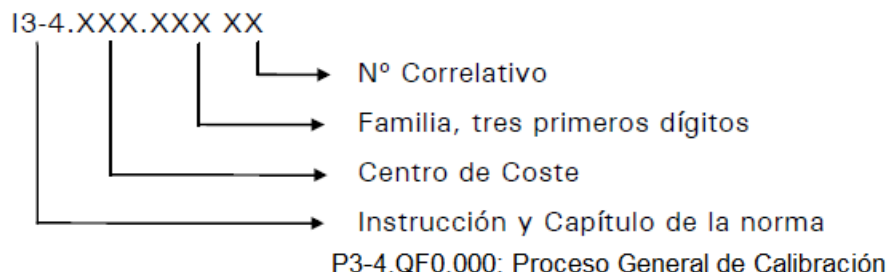 I3-4.XXX.XXX XX
Nº Correlativo
Familia, tres primeros dígitos
Centro de Coste
Instrucción y Capítulo de la norma
P3-4.QF0.000: Proceso General de Calibración